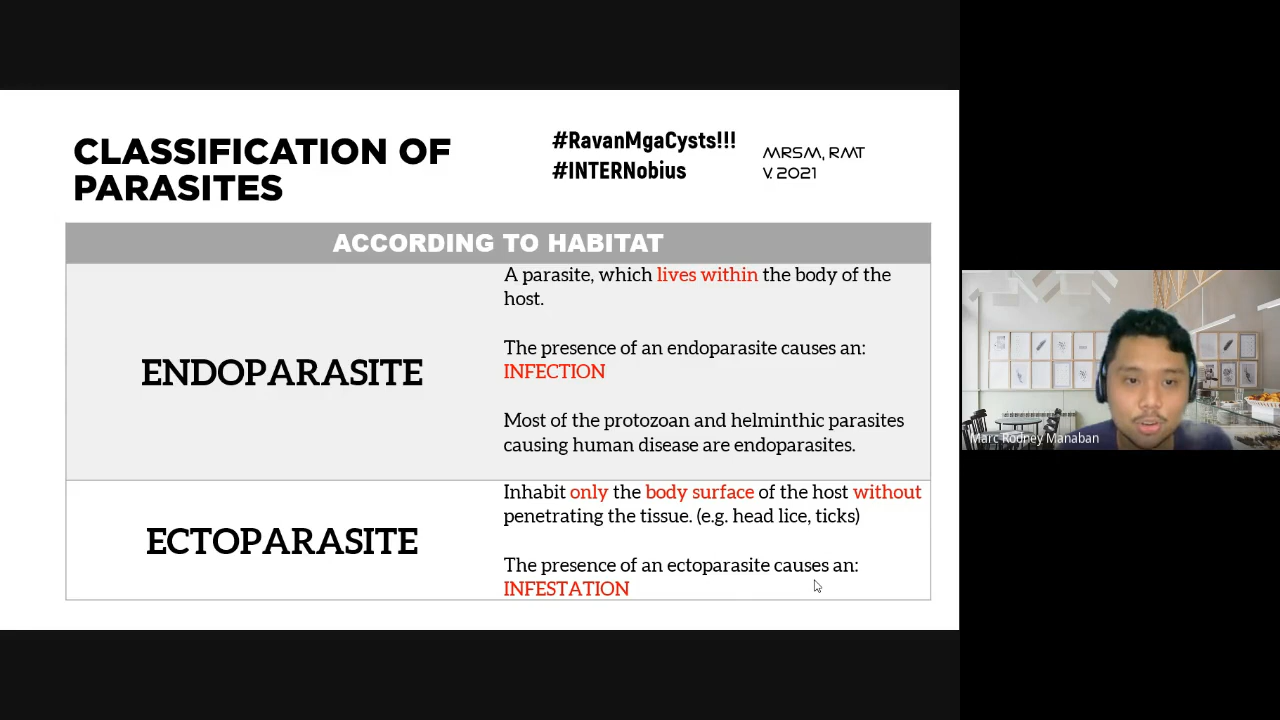 CLASSIFICATION OF
PARASITES
#RavanMgaCysts!!!
#INTERNobius
MRSM, RMT
V. 2021
ACCORDING TO HABITAT
ENDOPARASITE
A parasite, which lives within the body of the
host.
The presence of an endoparasite causes an:
INFECTION
Most of the protozoan and helminthic parasites
causing human disease are endoparasites.
ECTOPARASITE
Inhabit only the body surface of the host without
penetrating the tissue. (e.g. head lice, ticks)
The presence of an ectoparasite causes an:
INFESTATION
Marc Rodney Manaban